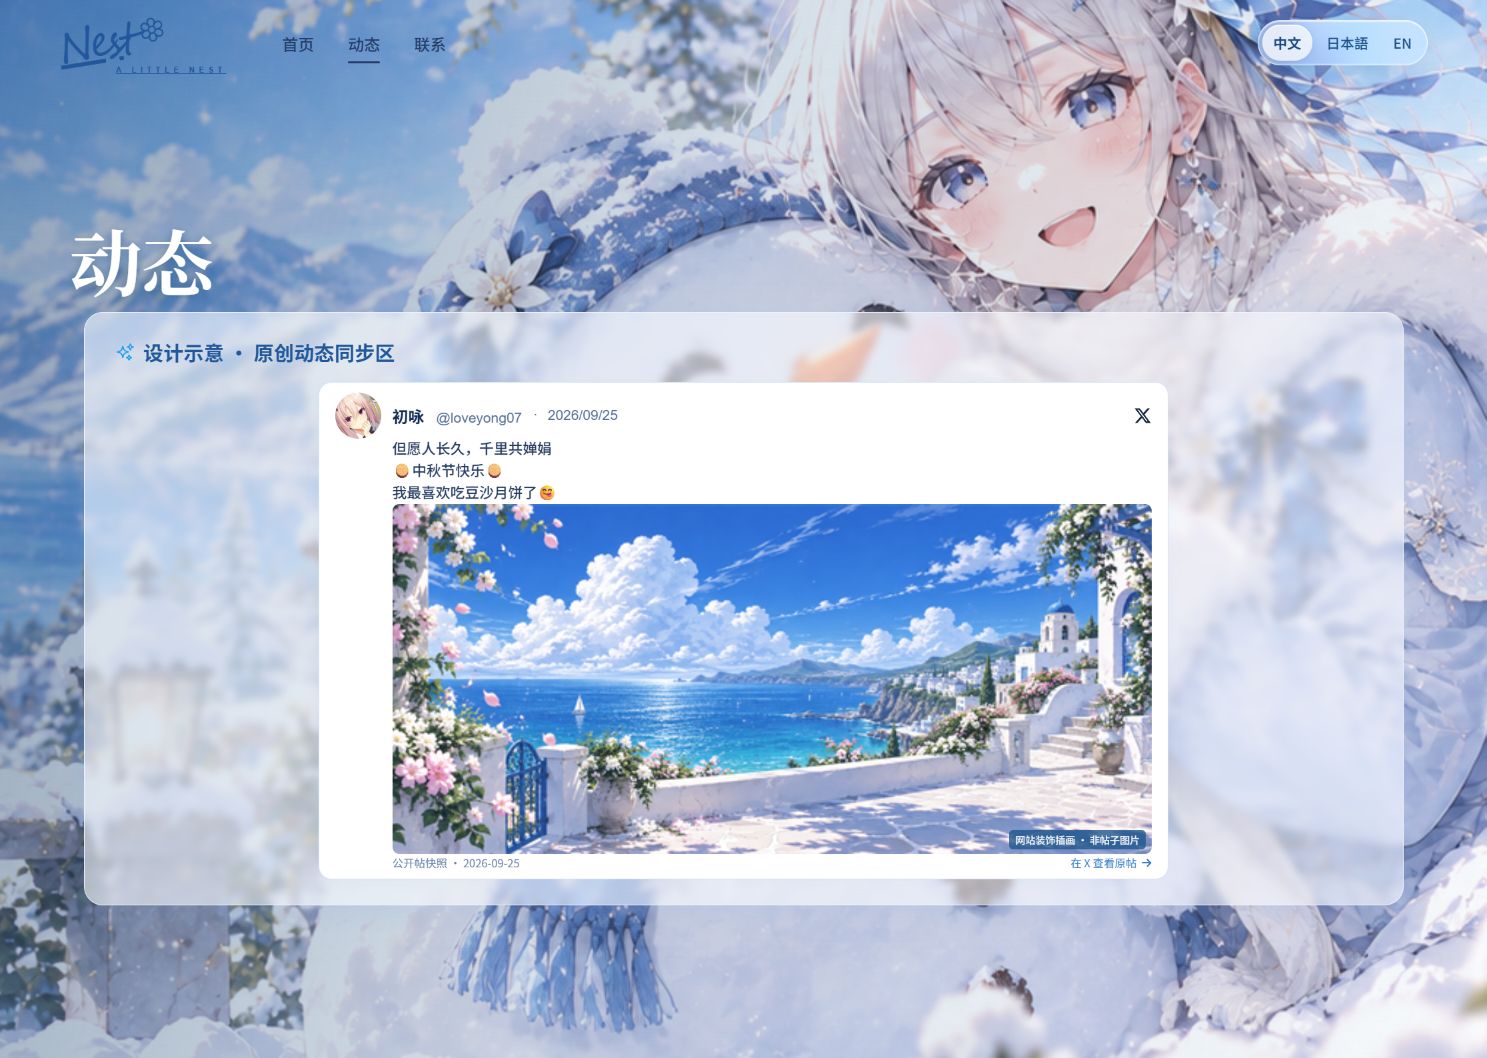 Nest
A LITTLE NEST
首页 动态 联系
中文 日本語 EN
动态
设计示意 · 原创动态同步区
初咏 @loveyong07 · 2026/09/25
但愿人长久，千里共婵娟
🥮中秋节快乐🥮
我最喜欢吃豆沙月饼了😋
网站装饰插画 · 非帖子图片
公开帖快照 · 2026-09-25
在 X 查看原帖 →